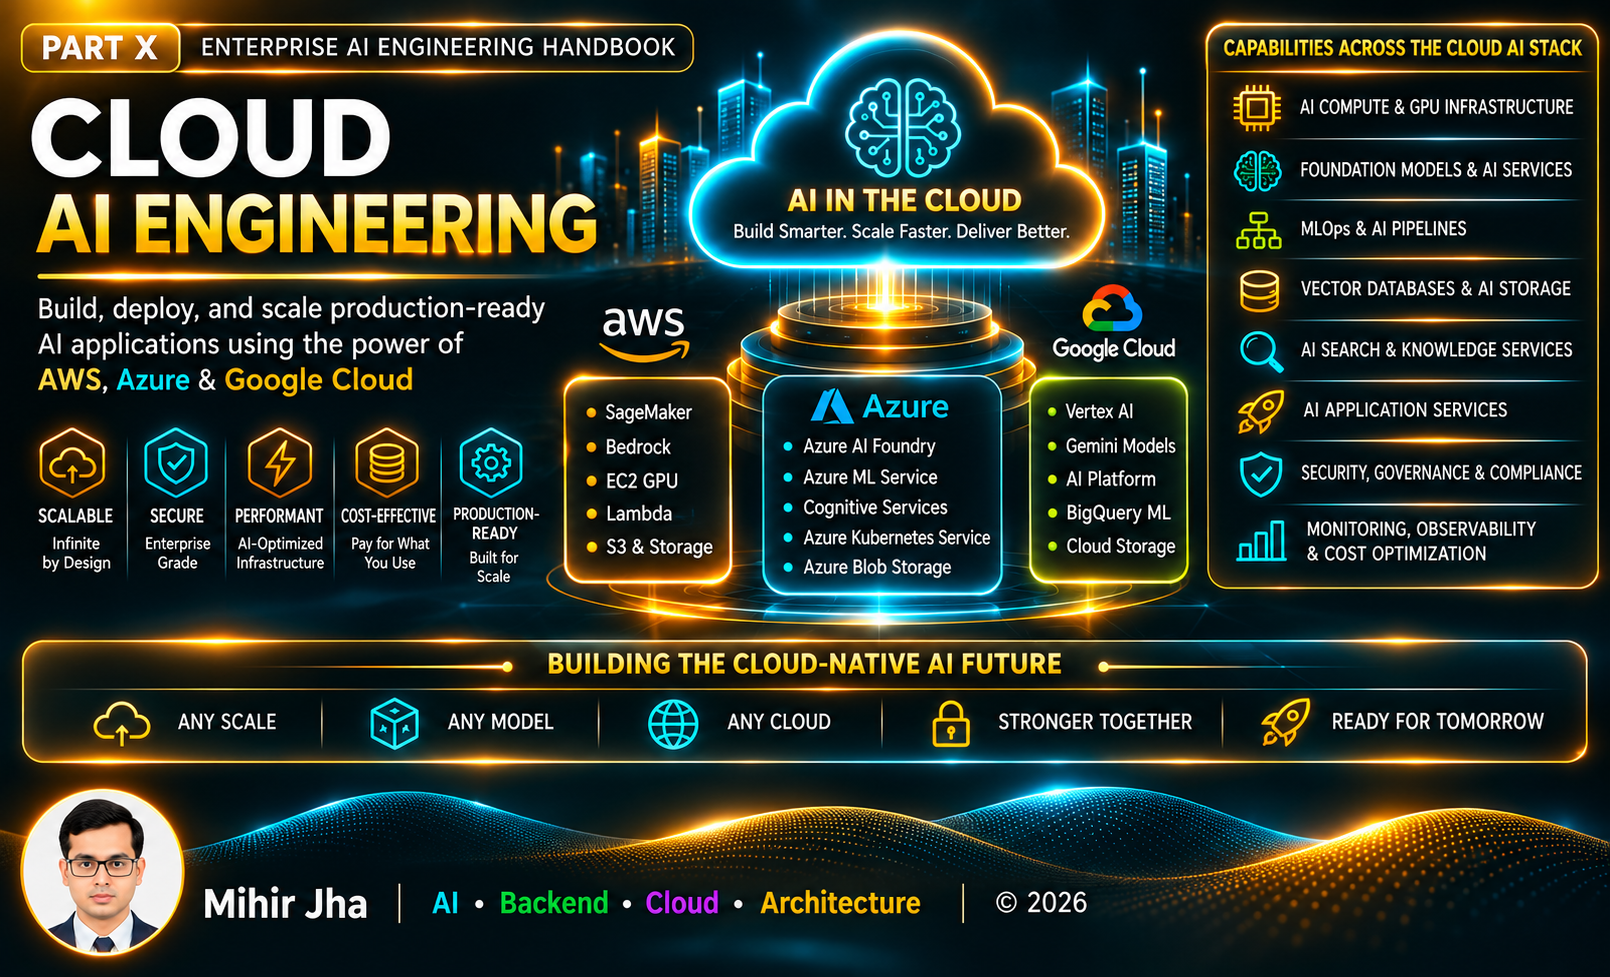 PART X
ENTERPRISE AI ENGINEERING HANDBOOK
CLOUD
AI ENGINEERING
Build, deploy, and scale production-ready
AI applications using the power of
AWS, Azure & Google Cloud
SCALABLE
Infinite
by Design
SECURE
Enterprise
Grade
PERFORMANT
AI-Optimized
Infrastructure
COST-EFFECTIVE
Pay for What
You Use
PRODUCTION-
READY
Built for
Scale
AI IN THE CLOUD
Build Smarter. Scale Faster. Deliver Better.
aws
SageMaker
Bedrock
EC2 GPU
Lambda
S3 & Storage
Azure
Azure AI Foundry
Azure ML Service
Cognitive Services
Azure Kubernetes Service
Azure Blob Storage
Google Cloud
Vertex AI
Gemini Models
AI Platform
BigQuery ML
Cloud Storage
CAPABILITIES ACROSS THE CLOUD AI STACK
AI COMPUTE & GPU INFRASTRUCTURE
FOUNDATION MODELS & AI SERVICES
MLOps & AI PIPELINES
VECTOR DATABASES & AI STORAGE
AI SEARCH & KNOWLEDGE SERVICES
AI APPLICATION SERVICES
SECURITY, GOVERNANCE & COMPLIANCE
MONITORING, OBSERVABILITY
& COST OPTIMIZATION
BUILDING THE CLOUD-NATIVE AI FUTURE
ANY SCALE
ANY MODEL
ANY CLOUD
STRONGER TOGETHER
READY FOR TOMORROW
Mihir Jha
AI • Backend • Cloud • Architecture
© 2026